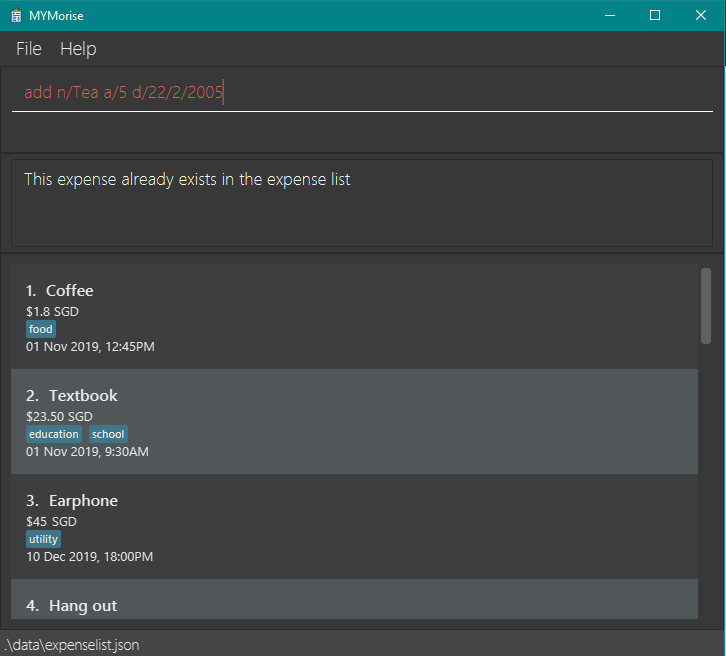 MYMorise
File Help
add n/Tea a/5 d/22/2/2005
This expense already exists in the expense list
1. Coffee
$1.8 SGD
food
01 Nov 2019, 12:45PM
2. Textbook
$23.50 SGD
education school
01 Nov 2019, 9:30AM
3. Earphone
$45 SGD
utility
10 Dec 2019, 18:00PM
4. Hang out
.\data\expenselist.json